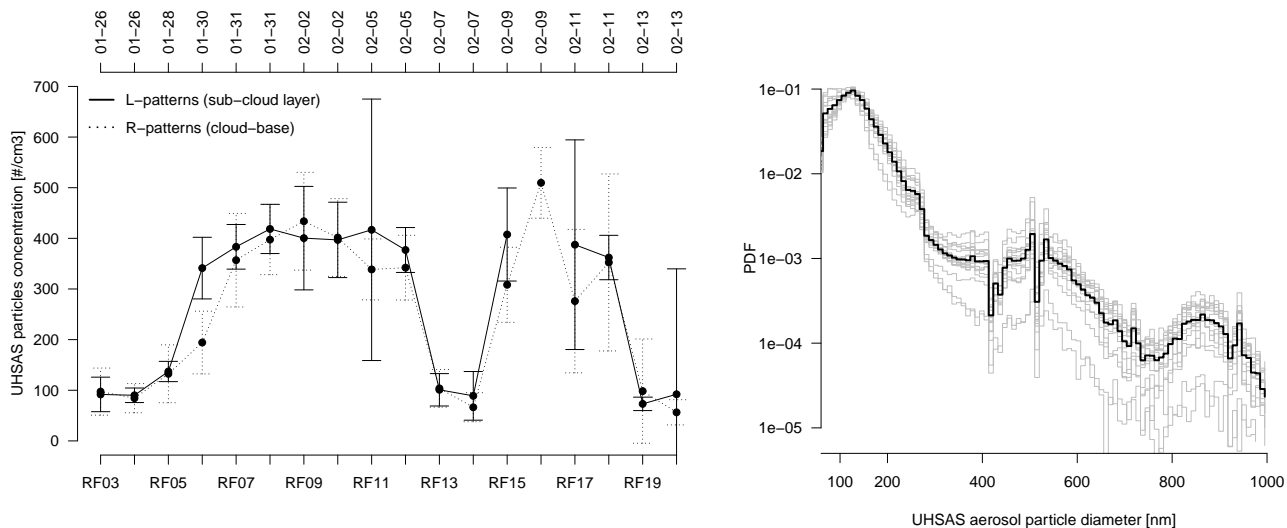 01−26
01−26
01−28
01−30
01−31
01−31
02−02
02−02
02−05
02−05
02−07
02−07
02−09
02−09
02−11
02−11
02−13
02−13
700
600
500
400
300
200
100
0
UHSAS particles concentration [#/cm3]
L−patterns (sub−cloud layer)
R−patterns (cloud−base)
RF03 RF05 RF07 RF09 RF11 RF13 RF15 RF17 RF19
1e−01
1e−02
1e−03
1e−04
1e−05
PDF
100 200 400 600 800 1000
UHSAS aerosol particle diameter [nm]